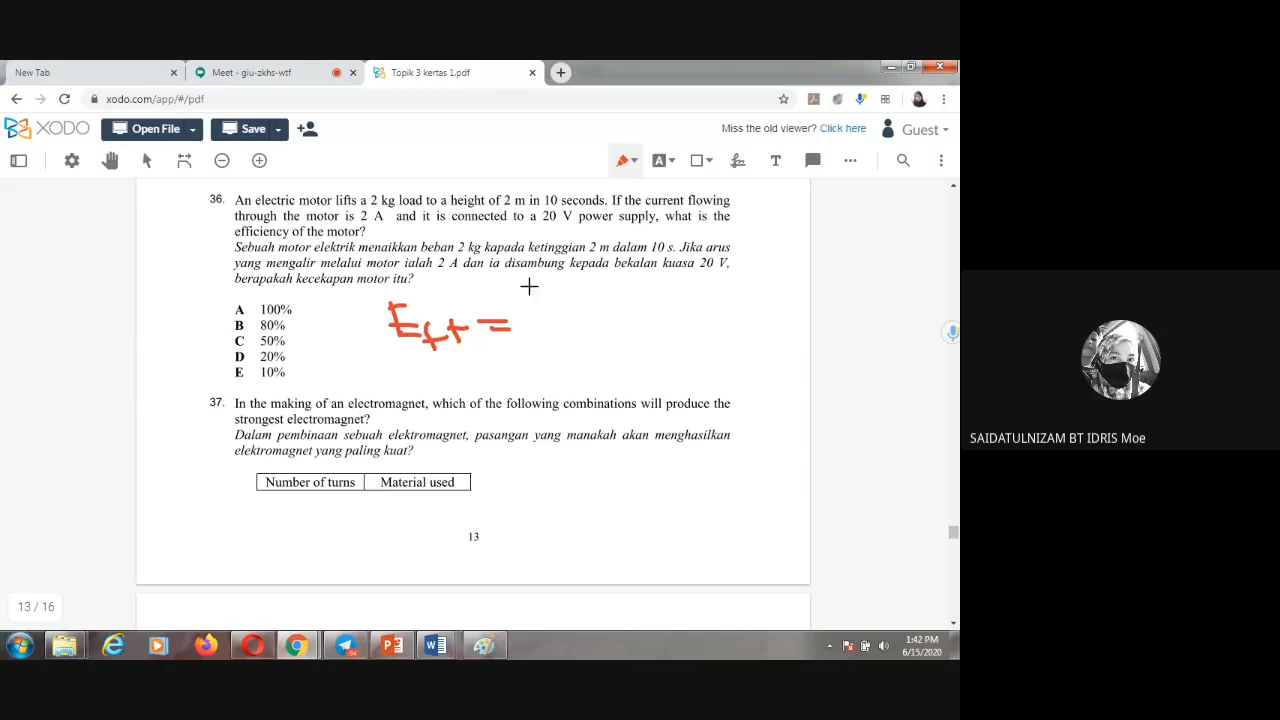 New Tab
Meet - giu-zkhs-wtf
Topik 3 kertas 1.pdf
xodo.com/app/#/pdf
XODO
Open File
Save
Miss the old viewer? Click here
Guest
36. An electric motor lifts a 2 kg load to a height of 2 m in 10 seconds. If the current flowing
through the motor is 2 A and it is connected to a 20 V power supply, what is the
efficiency of the motor?
Sebuah motor elektrik menaikkan beban 2 kg kapada ketinggian 2 m dalam 10 s. Jika arus
yang mengalir melalui motor ialah 2 A dan ia disambung kepada bekalan kuasa 20 V,
berapakah kecekapan motor itu?
A 100%
B 80%
C 50%
D 20%
E 10%
Eff =
37. In the making of an electromagnet, which of the following combinations will produce the
strongest electromagnet?
Dalam pembinaan sebuah elektromagnet, pasangan yang manakah akan menghasilkan
elektromagnet yang paling kuat?
Number of turns Material used
13
13 / 16
SAIDATULNIZAM BT IDRIS Moe
1:42 PM
6/15/2020